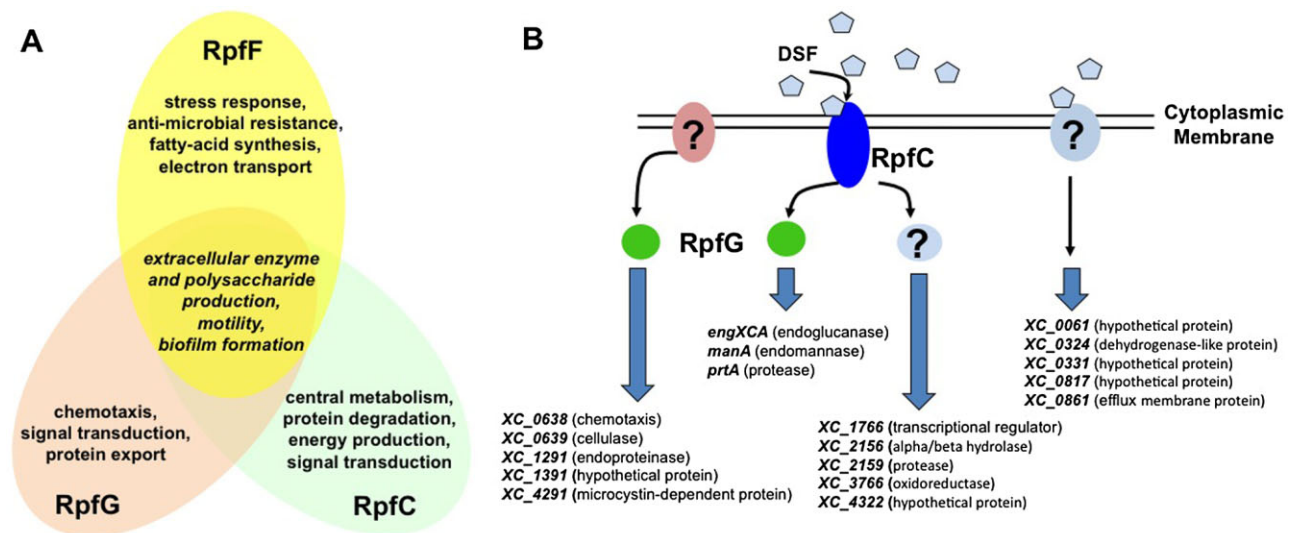 A
RpfF
stress response,
anti-microbial resistance,
fatty-acid synthesis,
electron transport
extracellular enzyme
and polysaccharide
production,
motility,
biofilm formation
chemotaxis,
signal transduction,
protein export
RpfG
central metabolism,
protein degradation,
energy production,
signal transduction
RpfC
B
DSF
?
RpfC
?
Cytoplasmic
Membrane
RpfG
?
XC_0638 (chemotaxis)
XC_0639 (cellulase)
XC_1291 (endoproteinase)
XC_1391 (hypothetical protein)
XC_4291 (microcystin-dependent protein)
engXCA (endoglucanase)
manA (endomannase)
prtA (protease)
XC_1766 (transcriptional regulator)
XC_2156 (alpha/beta hydrolase)
XC_2159 (protease)
XC_3766 (oxidoreductase)
XC_4322 (hypothetical protein)
XC_0061 (hypothetical protein)
XC_0324 (dehydrogenase-like protein)
XC_0331 (hypothetical protein)
XC_0817 (hypothetical protein)
XC_0861 (efflux membrane protein)